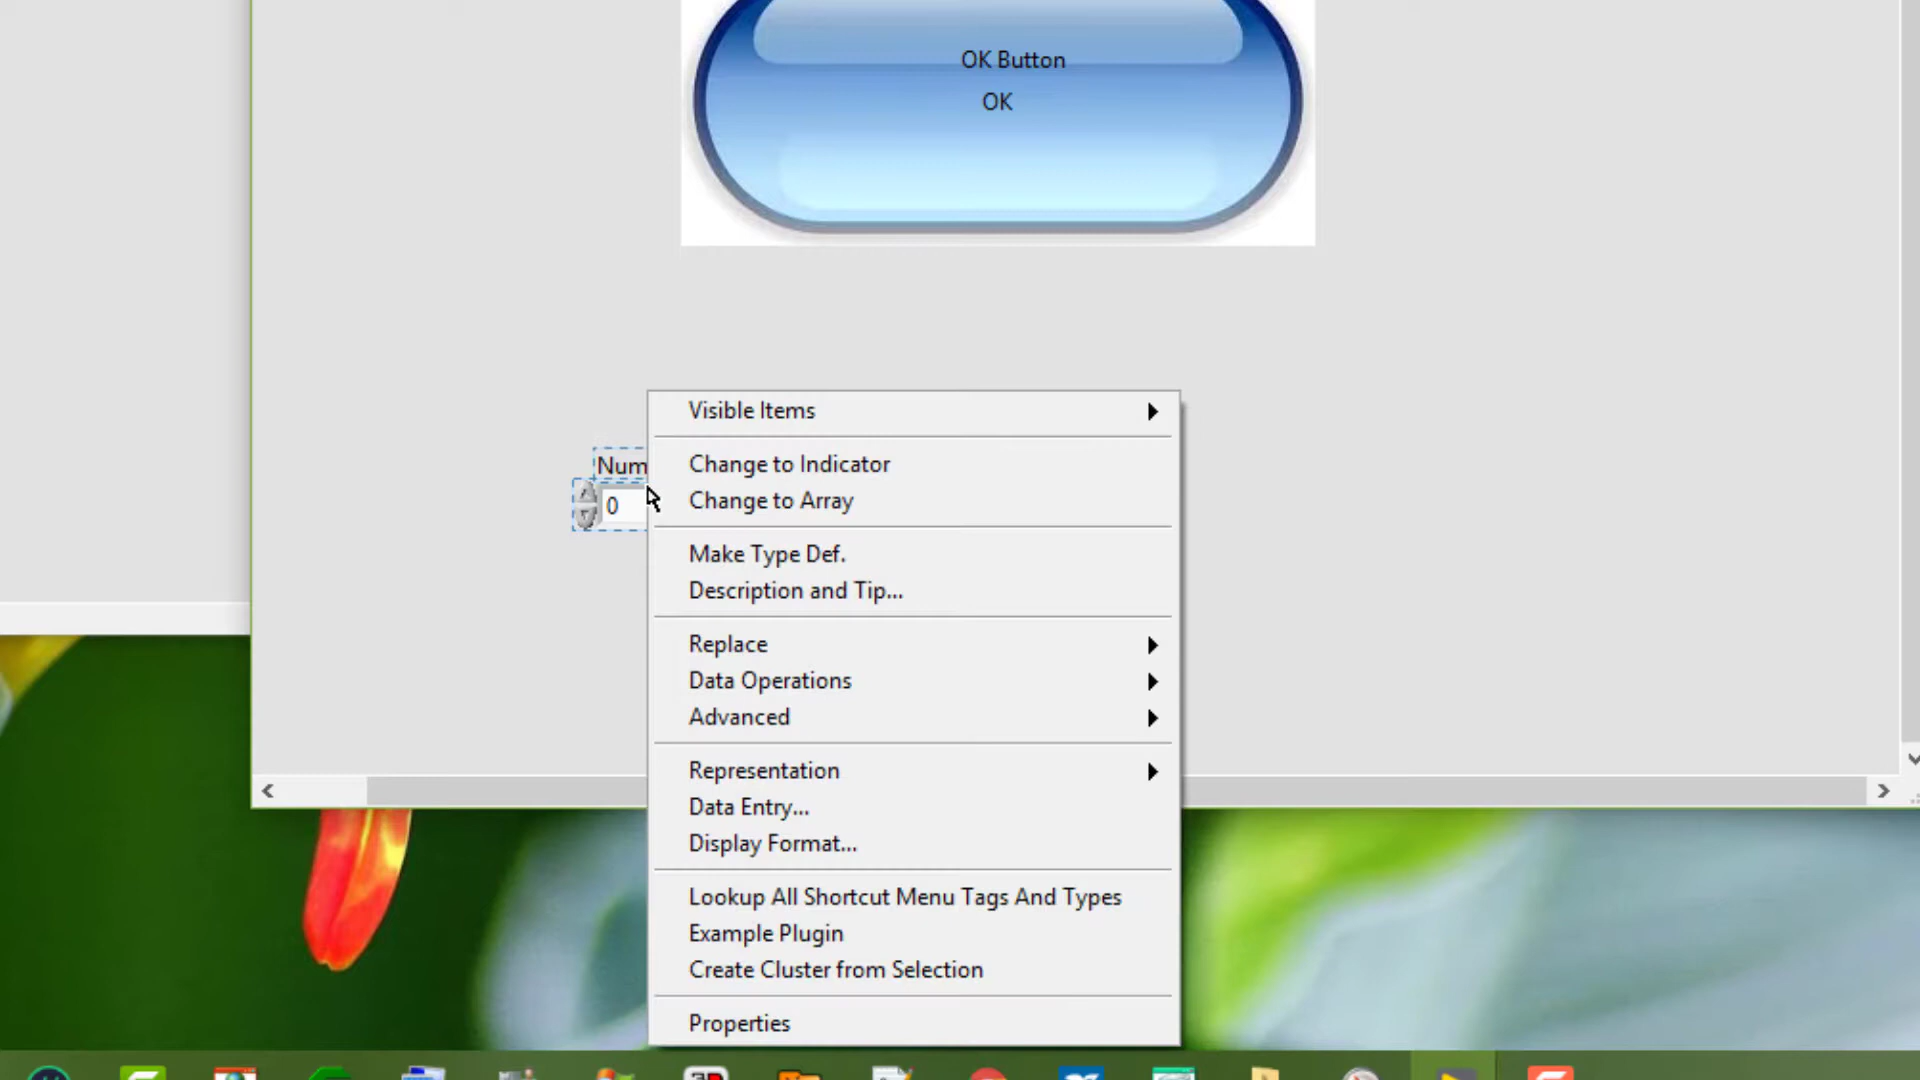 OK Button
OK
Visible Items
Num
Change to Indicator
0
Change to Array
Make Type Def.
Description and Tip...
Replace
Data Operations
Advanced
Representation
Data Entry...
Display Format...
Lookup All Shortcut Menu Tags And Types
Example Plugin
Create Cluster from Selection
Properties